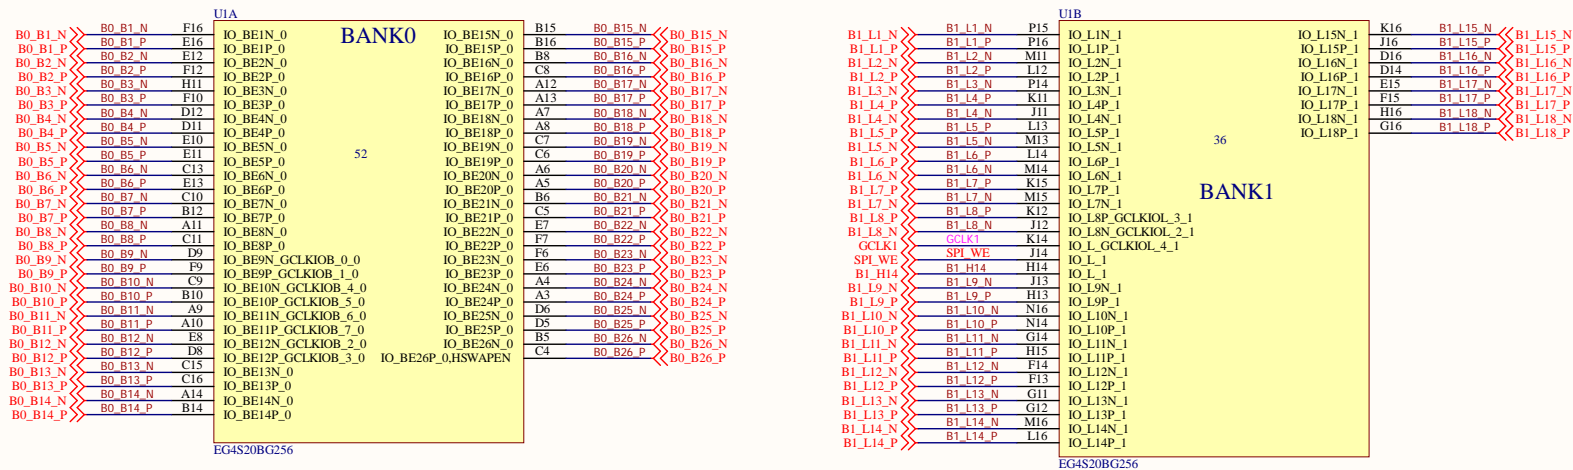 U1A
BANK0
B0_B1_N B0_B1_N F16 IO_BE1N_0 IO_BE15N_0 B15 B0_B15_N B0_B15_N
B0_B1_P B0_B1_P E16 IO_BE1P_0 IO_BE15P_0 B16 B0_B15_P B0_B15_P
B0_B2_N B0_B2_N E12 IO_BE2N_0 IO_BE16N_0 B8 B0_B16_N B0_B16_N
B0_B2_P B0_B2_P F12 IO_BE2P_0 IO_BE16P_0 C8 B0_B16_P B0_B16_P
B0_B3_N B0_B3_N H11 IO_BE3N_0 IO_BE17N_0 A12 B0_B17_N B0_B17_N
B0_B3_P B0_B3_P F10 IO_BE3P_0 IO_BE17P_0 A13 B0_B17_P B0_B17_P
B0_B4_N B0_B4_N D12 IO_BE4N_0 IO_BE18N_0 A7 B0_B18_N B0_B18_N
B0_B4_P B0_B4_P D11 IO_BE4P_0 IO_BE18P_0 A8 B0_B18_P B0_B18_P
B0_B5_N B0_B5_N E10 IO_BE5N_0 IO_BE19N_0 C7 B0_B19_N B0_B19_N
52
B0_B5_P B0_B5_P E11 IO_BE5P_0 IO_BE19P_0 C6 B0_B19_P B0_B19_P
B0_B6_N B0_B6_N C13 IO_BE6N_0 IO_BE20N_0 A6 B0_B20_N B0_B20_N
B0_B6_P B0_B6_P E13 IO_BE6P_0 IO_BE20P_0 A5 B0_B20_P B0_B20_P
B0_B7_N B0_B7_N C10 IO_BE7N_0 IO_BE21N_0 B6 B0_B21_N B0_B21_N
B0_B7_P B0_B7_P B12 IO_BE7P_0 IO_BE21P_0 C5 B0_B21_P B0_B21_P
B0_B8_N B0_B8_N A11 IO_BE8N_0 IO_BE22N_0 E7 B0_B22_N B0_B22_N
B0_B8_P B0_B8_P C11 IO_BE8P_0 IO_BE22P_0 F7 B0_B22_P B0_B22_P
B0_B9_N B0_B9_N D9 IO_BE9N_GCLKIOB_0_0 IO_BE23N_0 F6 B0_B23_N B0_B23_N
B0_B9_P B0_B9_P F9 IO_BE9P_GCLKIOB_1_0 IO_BE23P_0 E6 B0_B23_P B0_B23_P
B0_B10_N B0_B10_N C9 IO_BE10N_GCLKIOB_4_0 IO_BE24N_0 A4 B0_B24_N B0_B24_N
B0_B10_P B0_B10_P B10 IO_BE10P_GCLKIOB_5_0 IO_BE24P_0 A3 B0_B24_P B0_B24_P
B0_B11_N B0_B11_N A9 IO_BE11N_GCLKIOB_6_0 IO_BE25N_0 D6 B0_B25_N B0_B25_N
B0_B11_P B0_B11_P A10 IO_BE11P_GCLKIOB_7_0 IO_BE25P_0 D5 B0_B25_P B0_B25_P
B0_B12_N B0_B12_N E8 IO_BE12N_GCLKIOB_2_0 IO_BE26N_0 B5 B0_B26_N B0_B26_N
B0_B12_P B0_B12_P D8 IO_BE12P_GCLKIOB_3_0 IO_BE26P_0,HSWAPEN C4 B0_B26_P B0_B26_P
B0_B13_N B0_B13_N C15 IO_BE13N_0
B0_B13_P B0_B13_P C16 IO_BE13P_0
B0_B14_N B0_B14_N A14 IO_BE14N_0
B0_B14_P B0_B14_P B14 IO_BE14P_0
EG4S20BG256
U1B
B1_L1_N B1_L1_N P15 IO_L1N_1 IO_L15N_1 K16 B1_L15_N B1_L15_N
B1_L1_P B1_L1_P P16 IO_L1P_1 IO_L15P_1 J16 B1_L15_P B1_L15_P
B1_L2_N B1_L2_N M11 IO_L2N_1 IO_L16N_1 D16 B1_L16_N B1_L16_N
B1_L2_P B1_L2_P L12 IO_L2P_1 IO_L16P_1 D14 B1_L16_P B1_L16_P
B1_L3_N B1_L3_N P14 IO_L3N_1 IO_L17N_1 E15 B1_L17_N B1_L17_N
B1_L4_P B1_L4_P K11 IO_L4P_1 IO_L17P_1 F15 B1_L17_P B1_L17_P
B1_L4_N B1_L4_N J11 IO_L4N_1 IO_L18N_1 H16 B1_L18_N B1_L18_N
B1_L5_P B1_L5_P L13 IO_L5P_1 IO_L18P_1 G16 B1_L18_P B1_L18_P
36
B1_L5_N B1_L5_N M13 IO_L5N_1
B1_L6_P B1_L6_P L14 IO_L6P_1
B1_L6_N B1_L6_N M14 IO_L6N_1
B1_L7_P B1_L7_P K15 IO_L7P_1
BANK1
B1_L7_N B1_L7_N M15 IO_L7N_1
B1_L8_P B1_L8_P K12 IO_L8P_GCLKIOL_3_1
B1_L8_N B1_L8_N J12 IO_L8N_GCLKIOL_2_1
GCLK1 GCLK1 K14 IO_L_GCLKIOL_4_1
SPI_WE SPI_WE J14 IO_L_1
B1_H14 B1_H14 H14 IO_L_1
B1_L9_N B1_L9_N J13 IO_L9N_1
B1_L9_P B1_L9_P H13 IO_L9P_1
B1_L10_N B1_L10_N N16 IO_L10N_1
B1_L10_P B1_L10_P N14 IO_L10P_1
B1_L11_N B1_L11_N G14 IO_L11N_1
B1_L11_P B1_L11_P H15 IO_L11P_1
B1_L12_N B1_L12_N F14 IO_L12N_1
B1_L12_P B1_L12_P F13 IO_L12P_1
B1_L13_N B1_L13_N G11 IO_L13N_1
B1_L13_P B1_L13_P G12 IO_L13P_1
B1_L14_N B1_L14_N M16 IO_L14N_1
B1_L14_P B1_L14_P L16 IO_L14P_1
EG4S20BG256